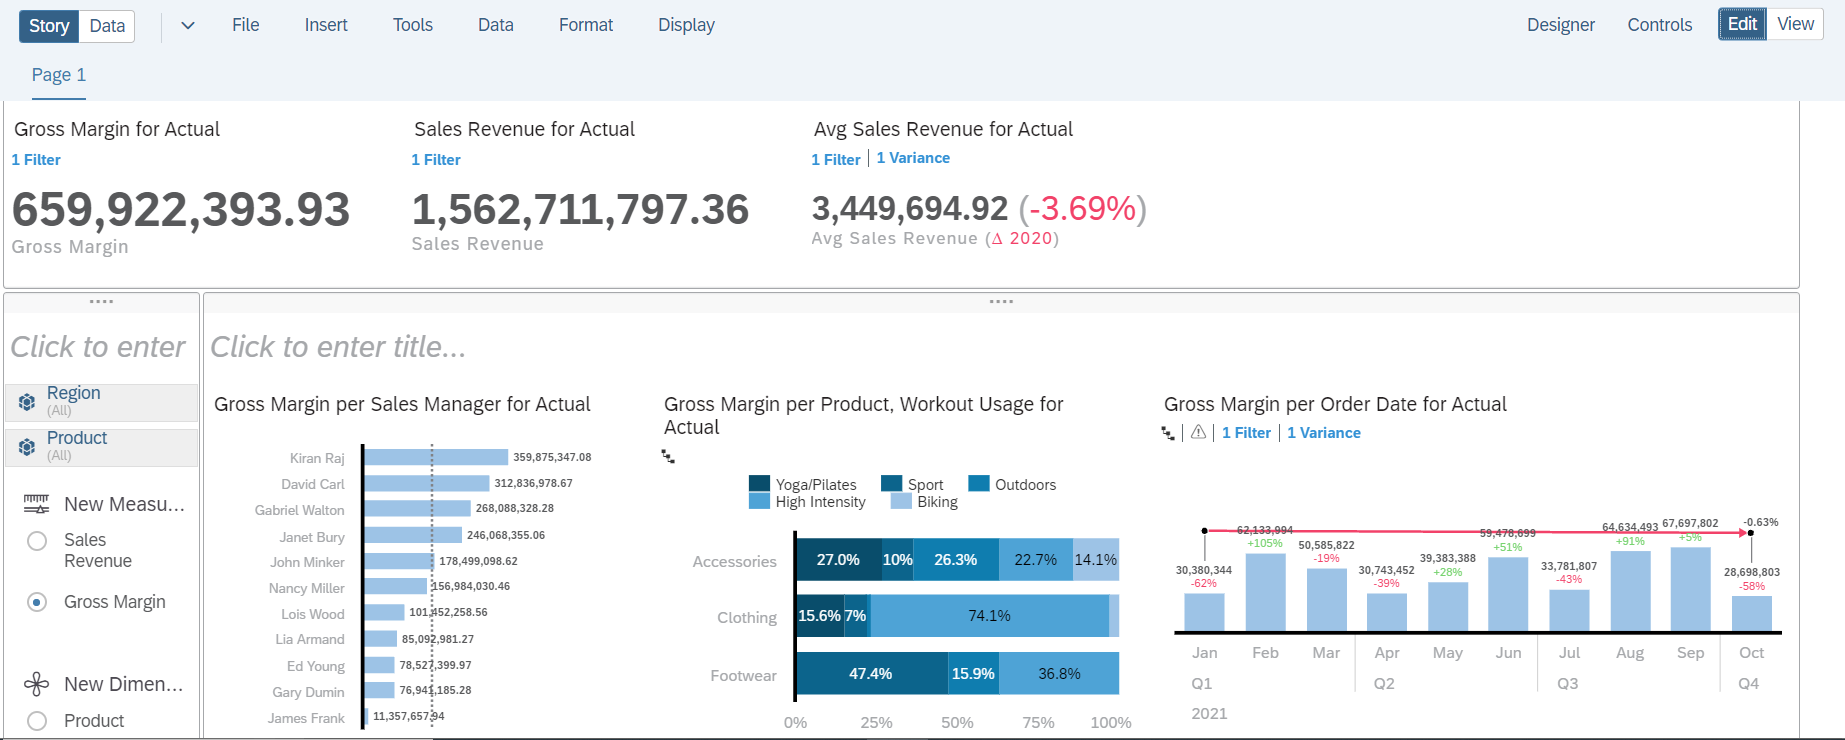 Story Data File Insert Tools Data Format Display Designer Controls Edit View
Page 1
Gross Margin for Actual
1 Filter
659,922,393.93
Gross Margin
Sales Revenue for Actual
1 Filter
1,562,711,797.36
Sales Revenue
Avg Sales Revenue for Actual
1 Filter | 1 Variance
3,449,694.92 (-3.69%)
Avg Sales Revenue (Δ 2020)
Click to enter
Region
(All)
Product
(All)
New Measu...
Sales
Revenue
Gross Margin
New Dimen...
Product
Click to enter title...
Gross Margin per Sales Manager for Actual
Kiran Raj 359,875,347.08
David Carl 312,836,978.67
Gabriel Walton 268,088,328.28
Janet Bury 246,068,355.06
John Minker 178,499,098.62
Nancy Miller 156,984,030.46
Lois Wood 101,452,258.56
Lia Armand 85,092,981.27
Ed Young 78,527,399.97
Gary Dumin 76,941,185.28
James Frank 11,357,657.94
Gross Margin per Product, Workout Usage for
Actual
Yoga/Pilates Sport Outdoors
High Intensity Biking
Accessories 27.0% 10% 26.3% 22.7% 14.1%
Clothing 15.6% 7% 74.1%
Footwear 47.4% 15.9% 36.8%
0% 25% 50% 75% 100%
Gross Margin per Order Date for Actual
1 Filter | 1 Variance
-0.63%
30,380,344
-62%
62,133,994
+105%
50,585,822
-19%
30,743,452
-39%
39,383,388
+28%
59,478,699
+51%
33,781,807
-43%
64,634,493
+91%
67,697,802
+5%
28,698,803
-58%
Jan Feb Mar Apr May Jun Jul Aug Sep Oct
Q1 Q2 Q3 Q4
2021